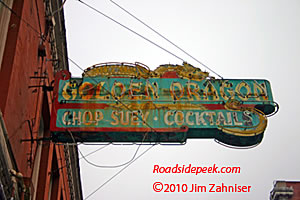 GOLDEN DRAGON
CHOP SUEY · COCKTAILS
Roadsidepeek.com
©2010 Jim Zahniser